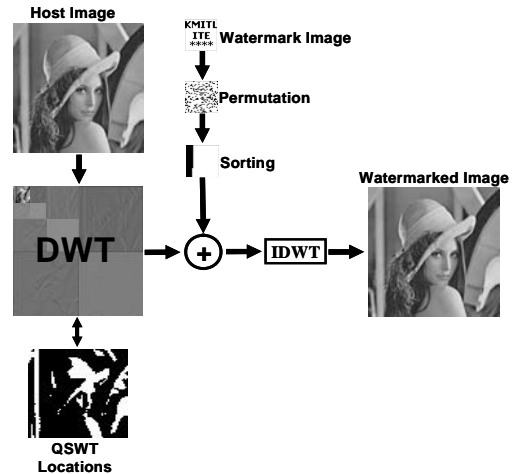 Host Image
KMITL
ITE
****
Watermark Image
Permutation
Sorting
Watermarked Image
DWT
+
IDWT
QSWT
Locations